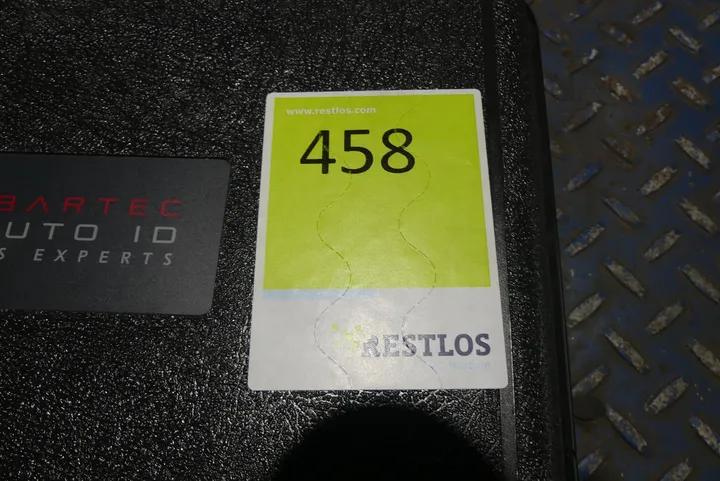 BARTEC
UTO ID
S EXPERTS
www.restlos.com
458
RESTLOS